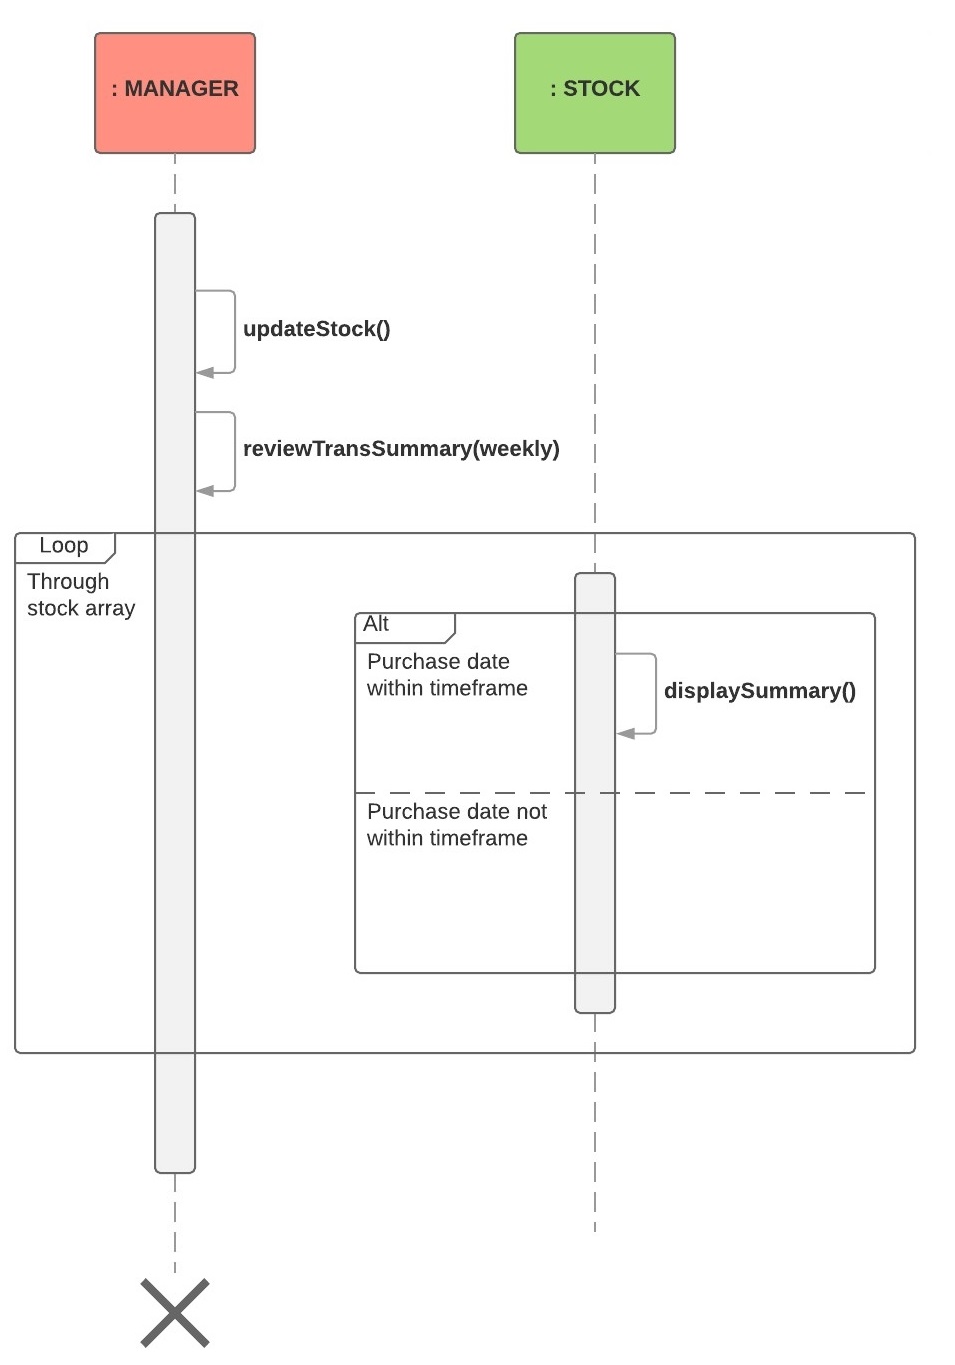 : MANAGER
: STOCK
updateStock()
reviewTransSummary(weekly)
Loop
Through
stock array
Alt
Purchase date
within timeframe
displaySummary()
Purchase date not
within timeframe